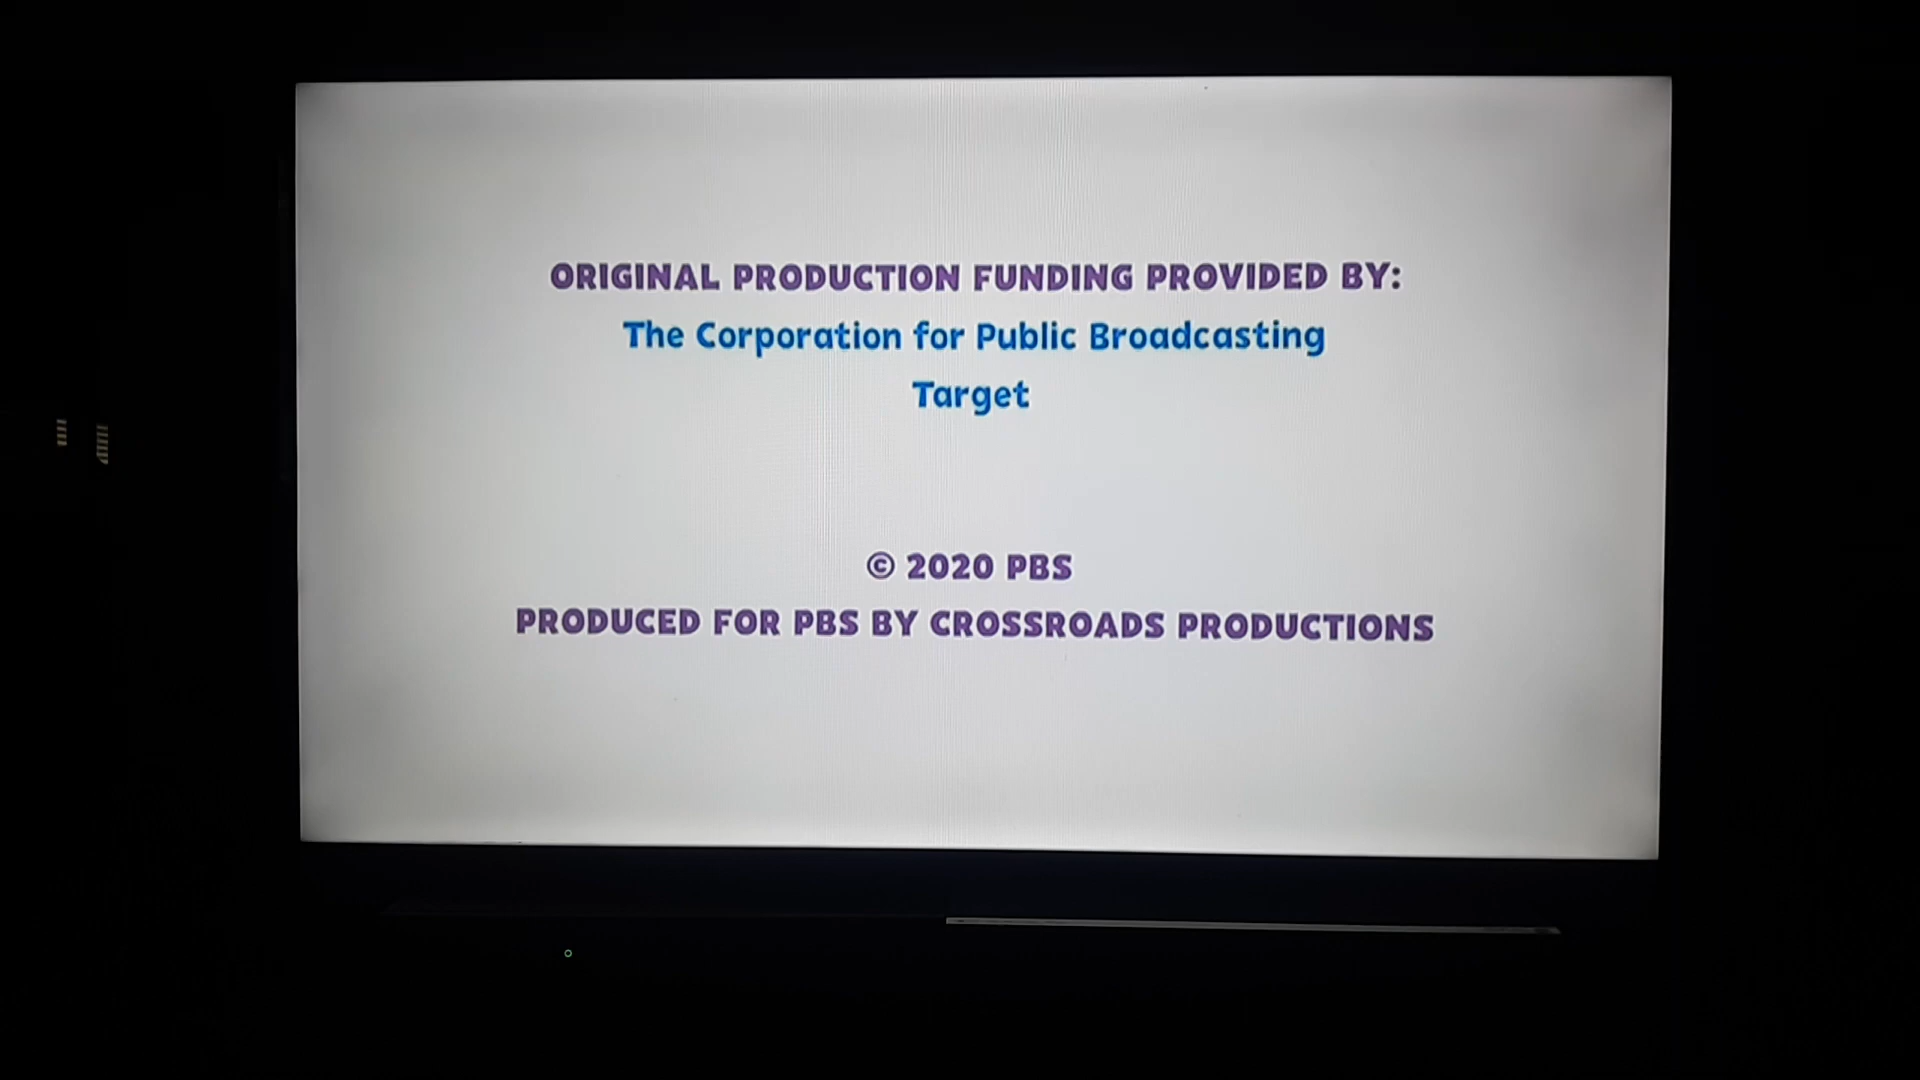 ORIGINAL PRODUCTION FUNDING PROVIDED BY:
The Corporation for Public Broadcasting
Target
© 2020 PBS
PRODUCED FOR PBS BY CROSSROADS PRODUCTIONS